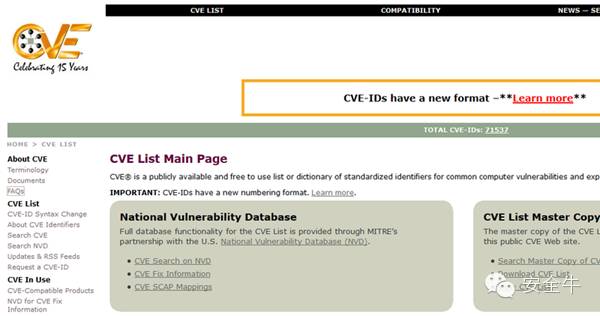 CVE LIST
COMPATIBILITY
NEWS — SE
CVE
Celebrating 15 Years
CVE-IDs have a new format –**Learn more**
TOTAL CVE-IDs: 71537
HOME > CVE LIST
About CVE
Terminology
Documents
FAQs
CVE List
CVE-ID Syntax Change
About CVE Identifiers
Search CVE
Search NVD
Updates & RSS Feeds
Request a CVE-ID
CVE In Use
CVE-Compatible Products
NVD for CVE Fix
Information
CVE List Main Page
CVE® is a publicly available and free to use list or dictionary of standardized identifiers for common computer vulnerabilities and exp
IMPORTANT: CVE-IDs have a new numbering format. Learn more.
National Vulnerability Database
Full database functionality for the CVE List is provided through MITRE's
partnership with the U.S. National Vulnerability Database (NVD).
• CVE Search on NVD
• CVE Fix Information
• CVE SCAP Mappings
CVE List Master Copy
The master copy of the CVE L
this public CVE Web site.
• Search Master Copy of C
Download CVE List
安全牛